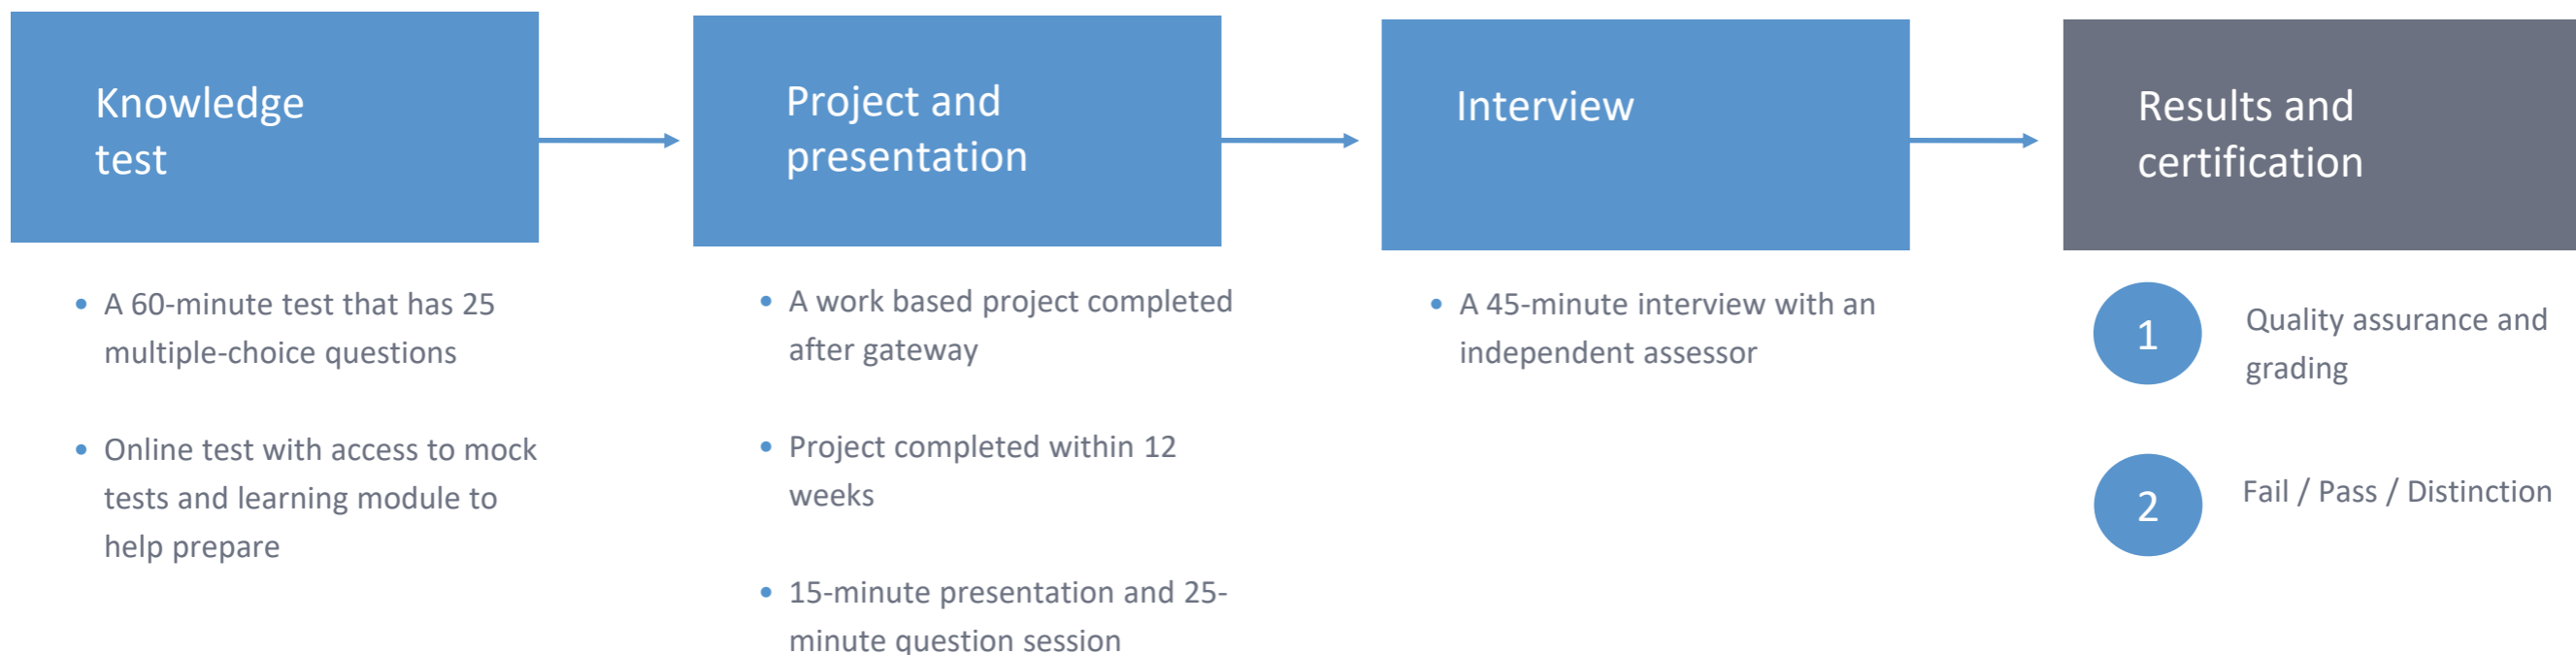 Knowledge
test
Project and
presentation
Interview
Results and
certification
• A 60-minute test that has 25
multiple-choice questions
• Online test with access to mock
tests and learning module to
help prepare
• A work based project completed
after gateway
• Project completed within 12
weeks
• 15-minute presentation and 25-
minute question session
• A 45-minute interview with an
independent assessor
1
Quality assurance and
grading
2
Fail / Pass / Distinction